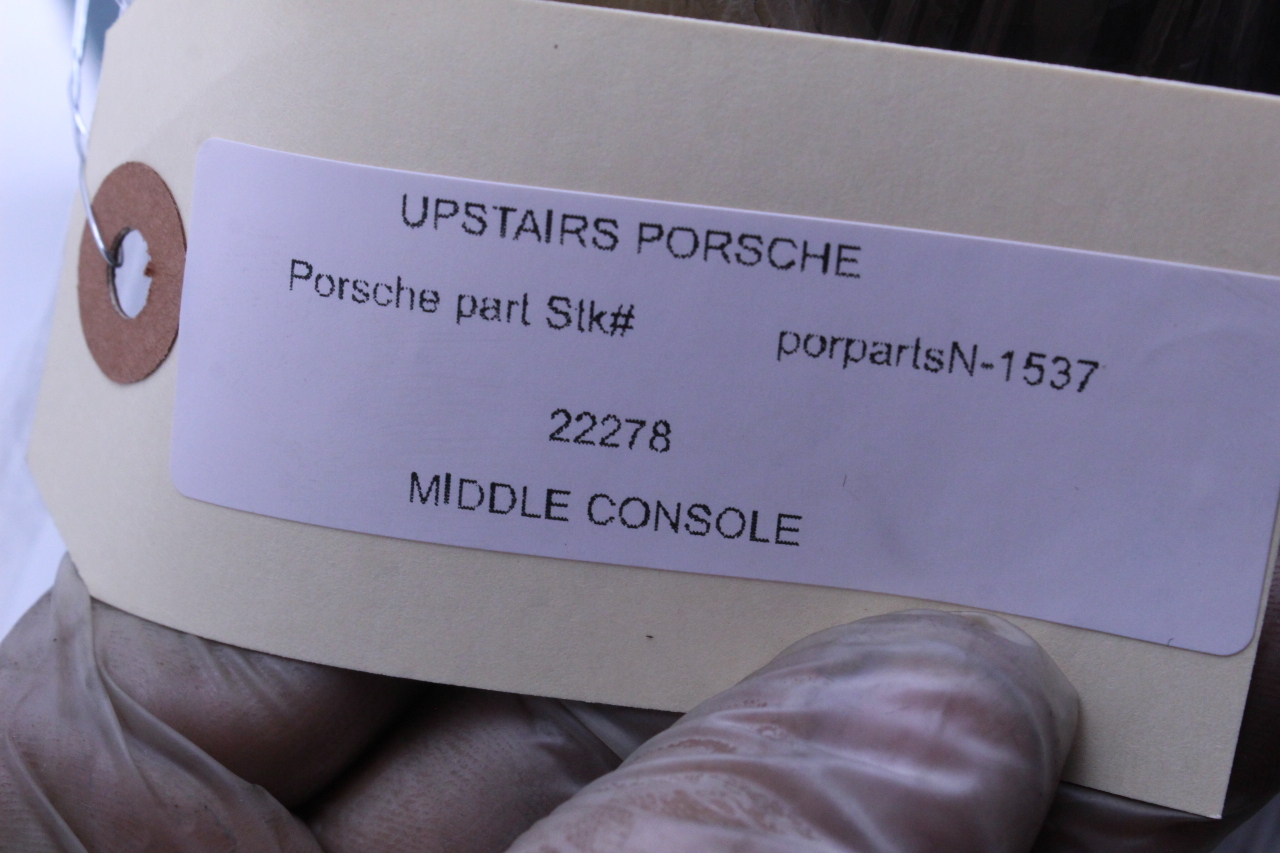 UPSTAIRS PORSCHE
Porsche part Stk# porpartsN-1537
22278
MIDDLE CONSOLE